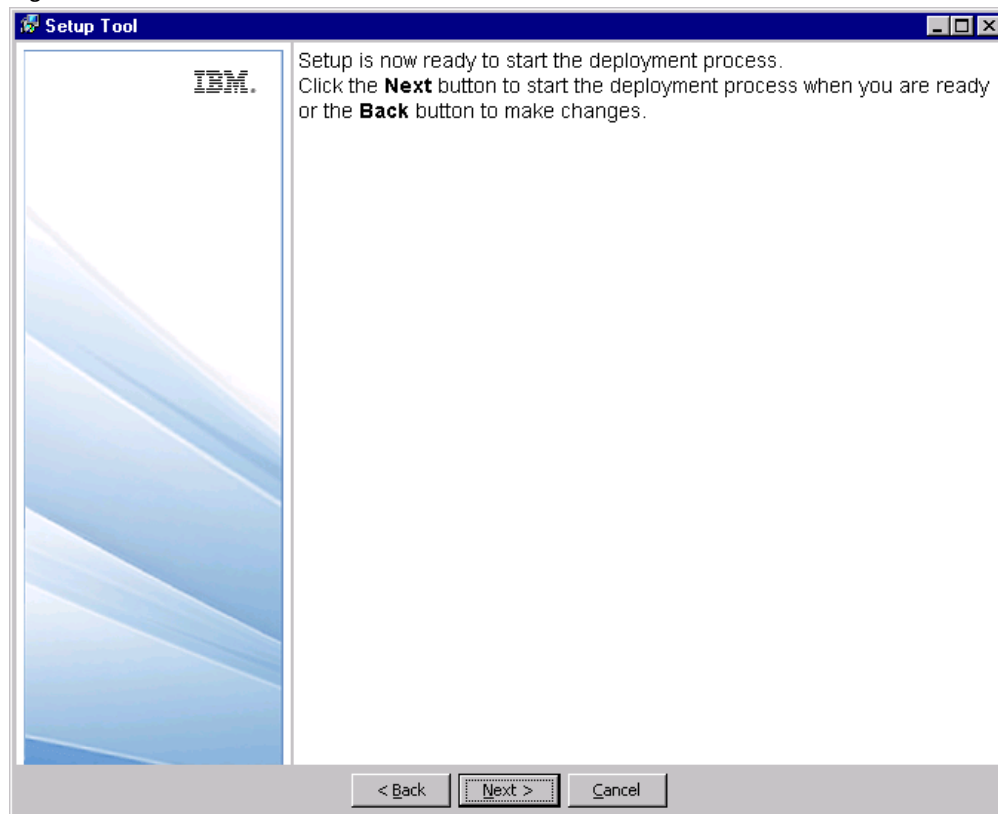 Setup Tool
IBM.
Setup is now ready to start the deployment process.
Click the Next button to start the deployment process when you are ready
or the Back button to make changes.
< Back
Next >
Cancel